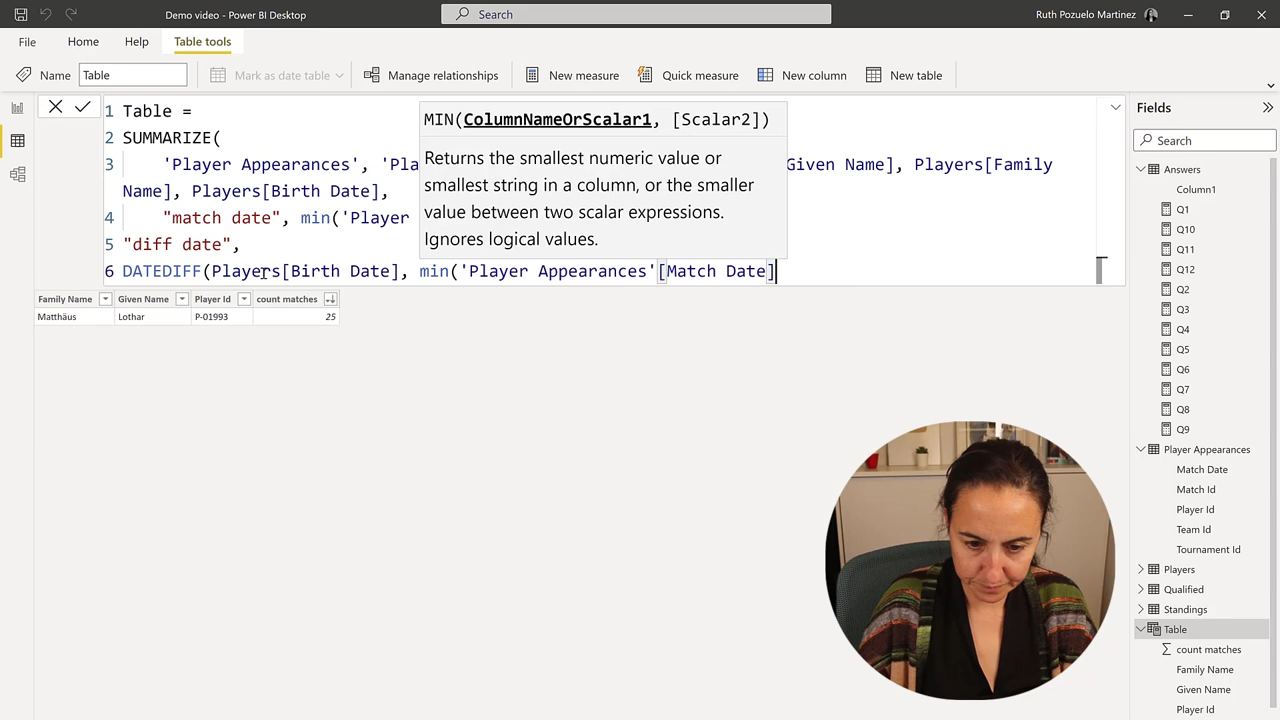 Demo video - Power BI Desktop
Search
Ruth Pozuelo Martinez
File
Home
Help
Table tools
Name
Table
Mark as date table
Manage relationships
New measure
Quick measure
New column
New table
1 Table =
2 SUMMARIZE(
3 'Player Appearances', 'Pla Given Name], Players[Family
Name], Players[Birth Date],
4 "match date", min('Player
5 "diff date",
6 DATEDIFF(Players[Birth Date], min('Player Appearances'[Match Date]
MIN(ColumnNameOrScalar1, [Scalar2])
Returns the smallest numeric value or
smallest string in a column, or the smaller
value between two scalar expressions.
Ignores logical values.
Family Name Given Name Player Id count matches
Matthäus Lothar P-01993 25
Fields
Search
Answers
Column1
Q1
Q10
Q11
Q12
Q2
Q3
Q4
Q5
Q6
Q7
Q8
Q9
Player Appearances
Match Date
Match Id
Player Id
Team Id
Tournament Id
Players
Qualified
Standings
Table
count matches
Family Name
Given Name
Player Id